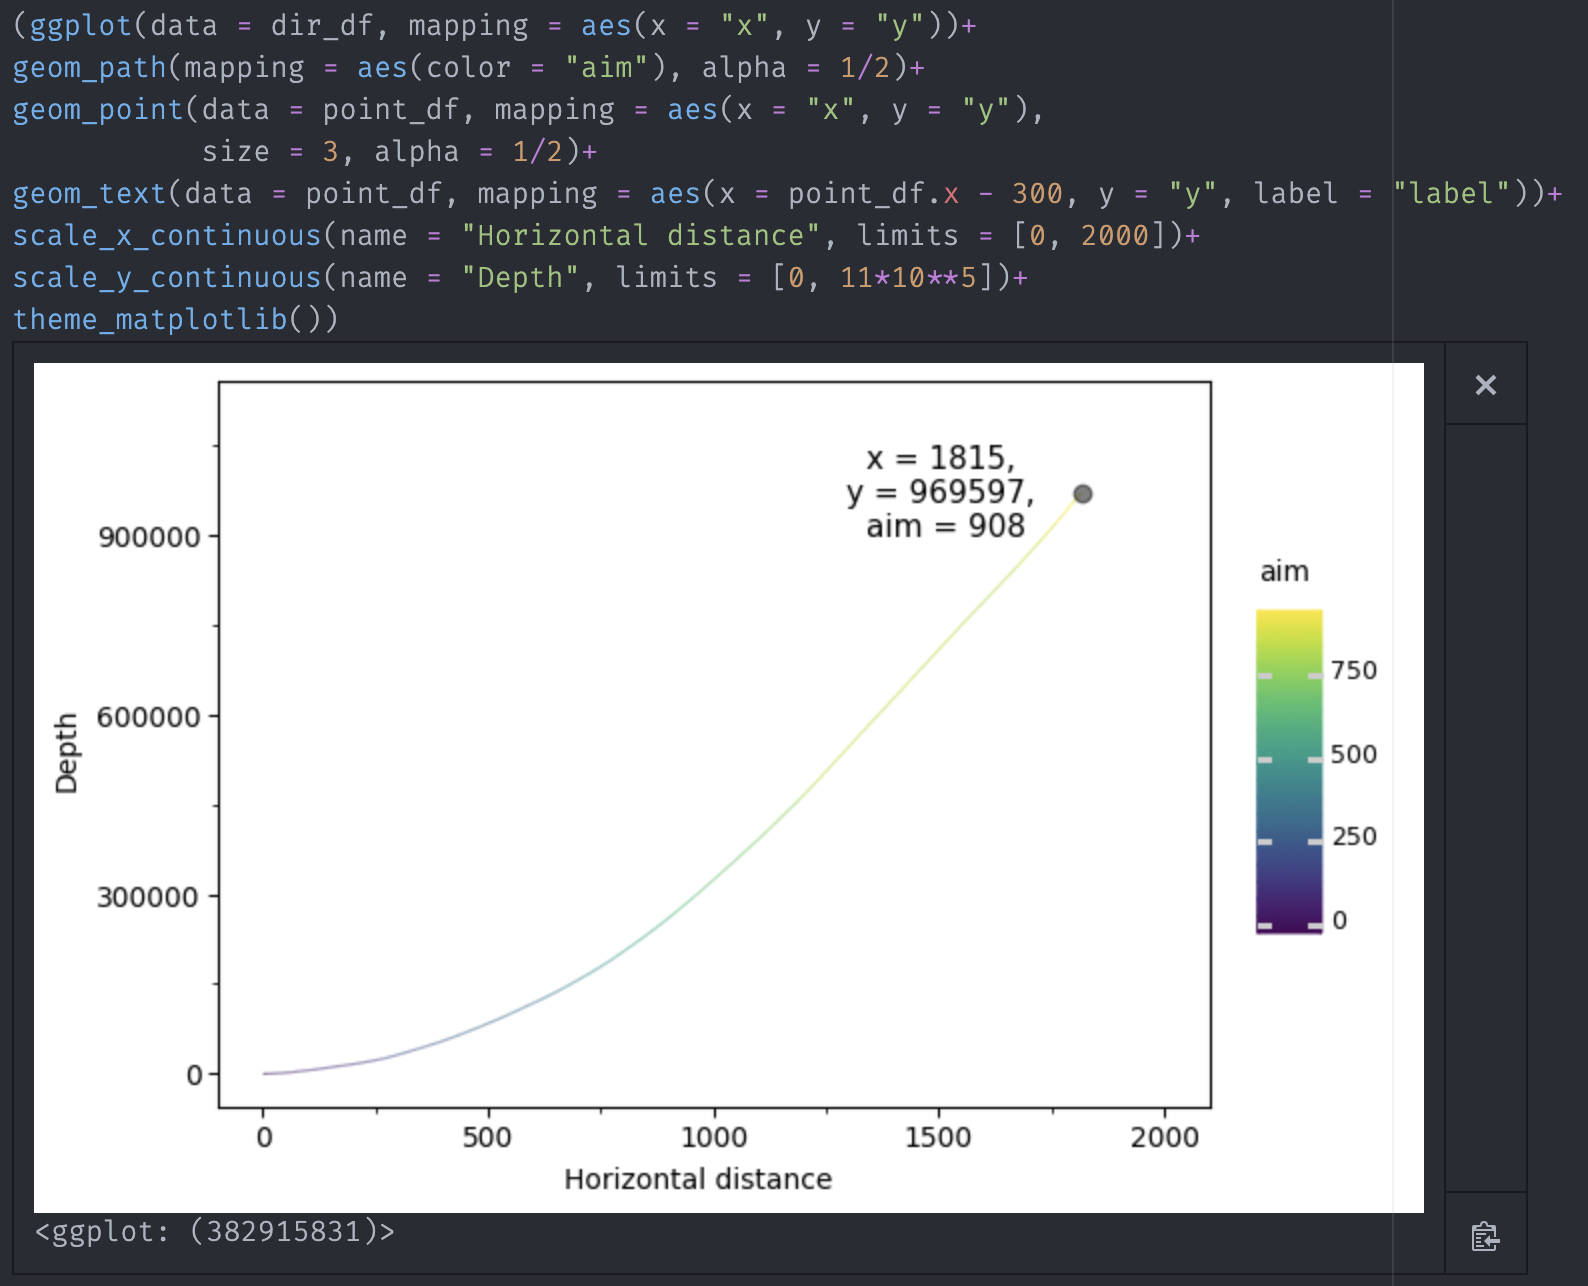 (ggplot(data = dir_df, mapping = aes(x = "x", y = "y"))+
geom_path(mapping = aes(color = "aim"), alpha = 1/2)+
geom_point(data = point_df, mapping = aes(x = "x", y = "y"),
size = 3, alpha = 1/2)+
geom_text(data = point_df, mapping = aes(x = point_df.x - 300, y = "y", label = "label"))+
scale_x_continuous(name = "Horizontal distance", limits = [0, 2000])+
scale_y_continuous(name = "Depth", limits = [0, 11*10**5])+
theme_matplotlib())
x = 1815,
y = 969597,
aim = 908
900000
600000
300000
0
Depth
0
500
1000
1500
2000
Horizontal distance
aim
750
500
250
0
<ggplot: (382915831)>